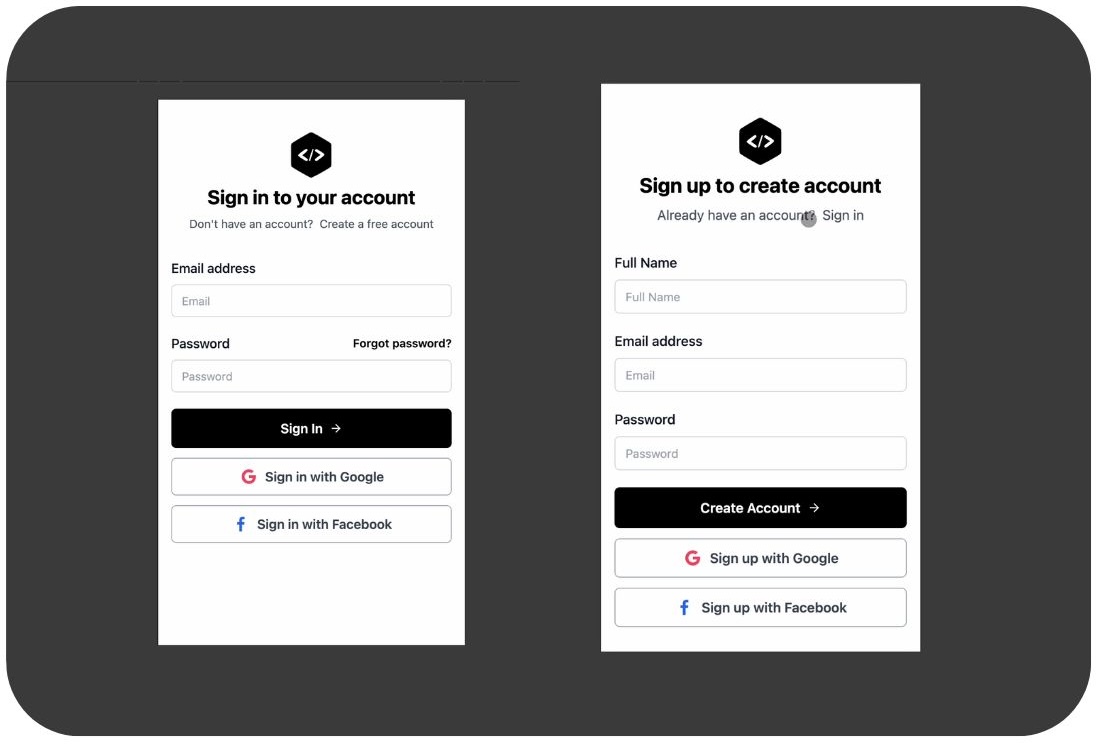 </>
Sign in to your account
Don't have an account? Create a free account
Email address
Email
Password Forgot password?
Password
Sign In →
G Sign in with Google
f Sign in with Facebook
</>
Sign up to create account
Already have an account? Sign in
Full Name
Full Name
Email address
Email
Password
Password
Create Account →
G Sign up with Google
f Sign up with Facebook